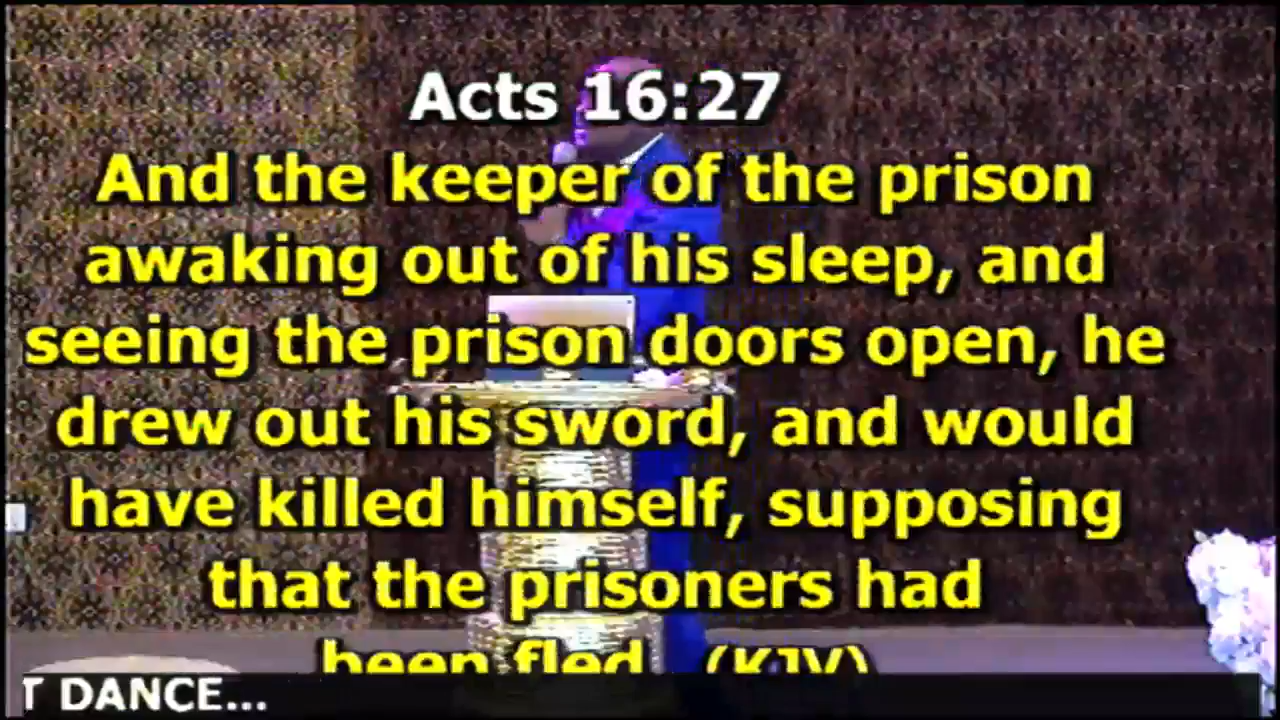 Acts 16:27
And the keeper of the prison
awaking out of his sleep, and
seeing the prison doors open, he
drew out his sword, and would
have killed himself, supposing
that the prisoners had
been fled. (KJV)
T DANCE...